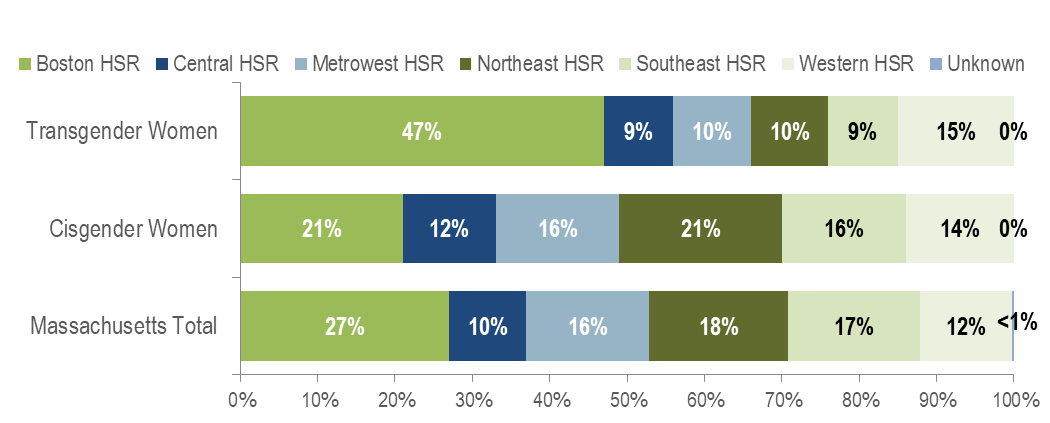 Boston HSR Central HSR Metrowest HSR Northeast HSR Southeast HSR Western HSR Unknown
Transgender Women 47% 9% 10% 10% 9% 15% 0%
Cisgender Women 21% 12% 16% 21% 16% 14% 0%
Massachusetts Total 27% 10% 16% 18% 17% 12% <1%
0% 10% 20% 30% 40% 50% 60% 70% 80% 90% 100%